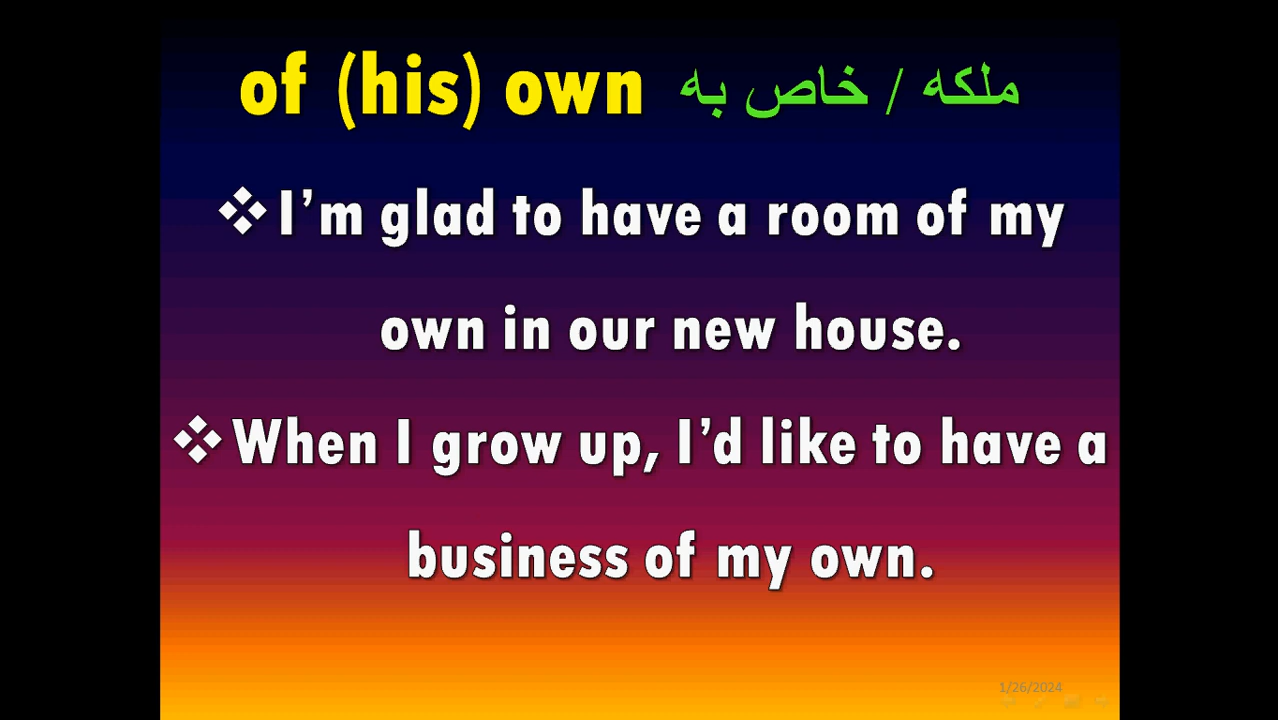 of (his) own ملكه / خاص به
❖I’m glad to have a room of my
own in our new house.
❖When I grow up, I’d like to have a
business of my own.
1/26/2024